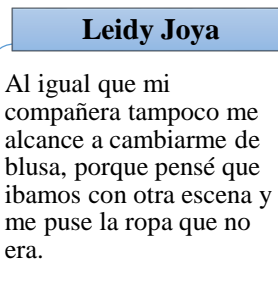 Leidy Joya
Al igual que mi
compañera tampoco me
alcance a cambiarme de
blusa, porque pensé que
ibamos con otra escena y
me puse la ropa que no
era.